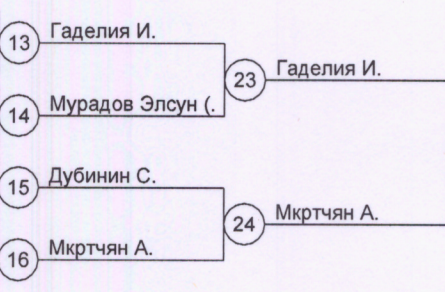 13 Гаделия И.
23 Гаделия И.
14 Мурадов Элсун (.
15 Дубинин С.
24 Мкртчян А.
16 Мкртчян А.